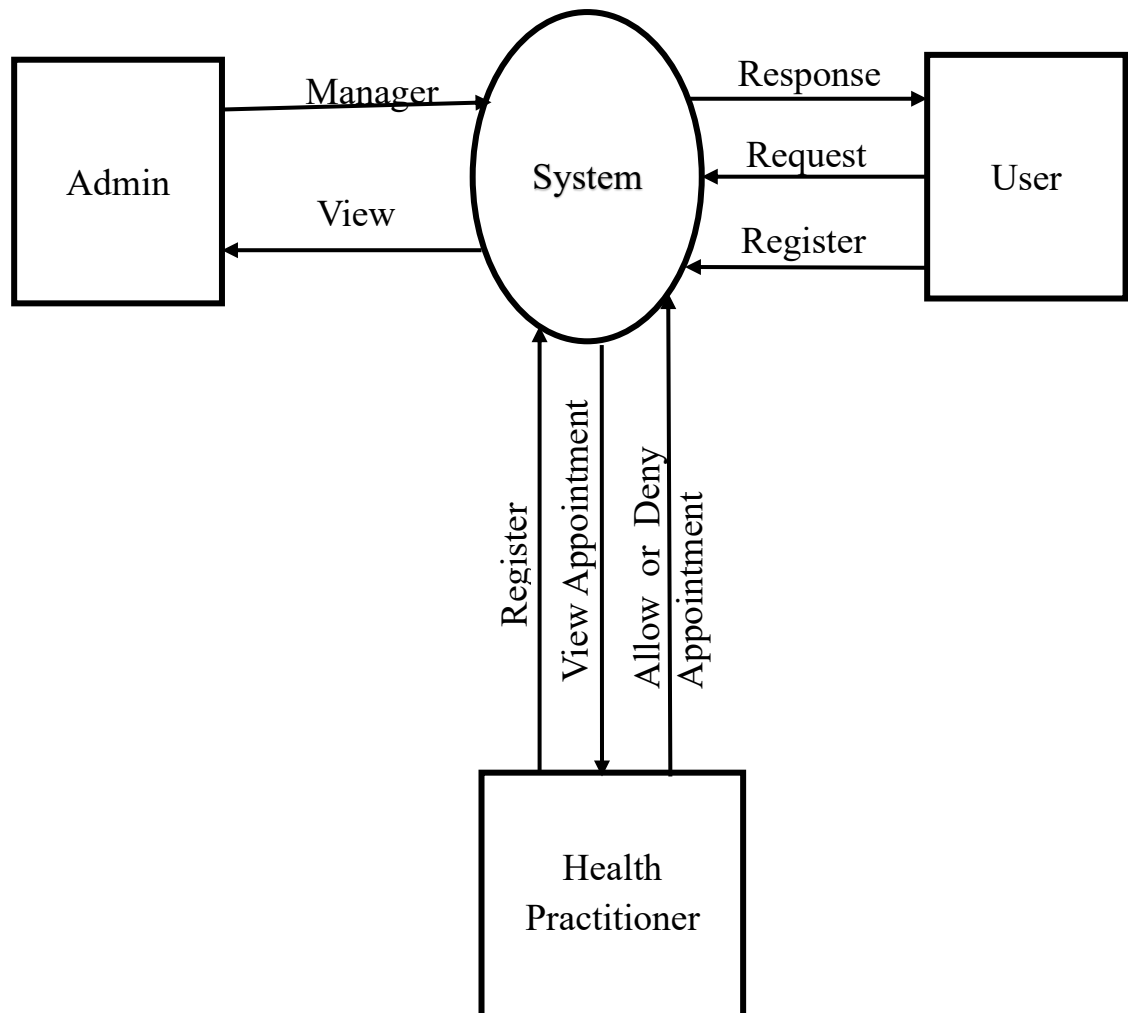 Manager
Response
Admin
System
Request
User
View
Register
Register
View Appointment
Allow or Deny
Appointment
Health
Practitioner